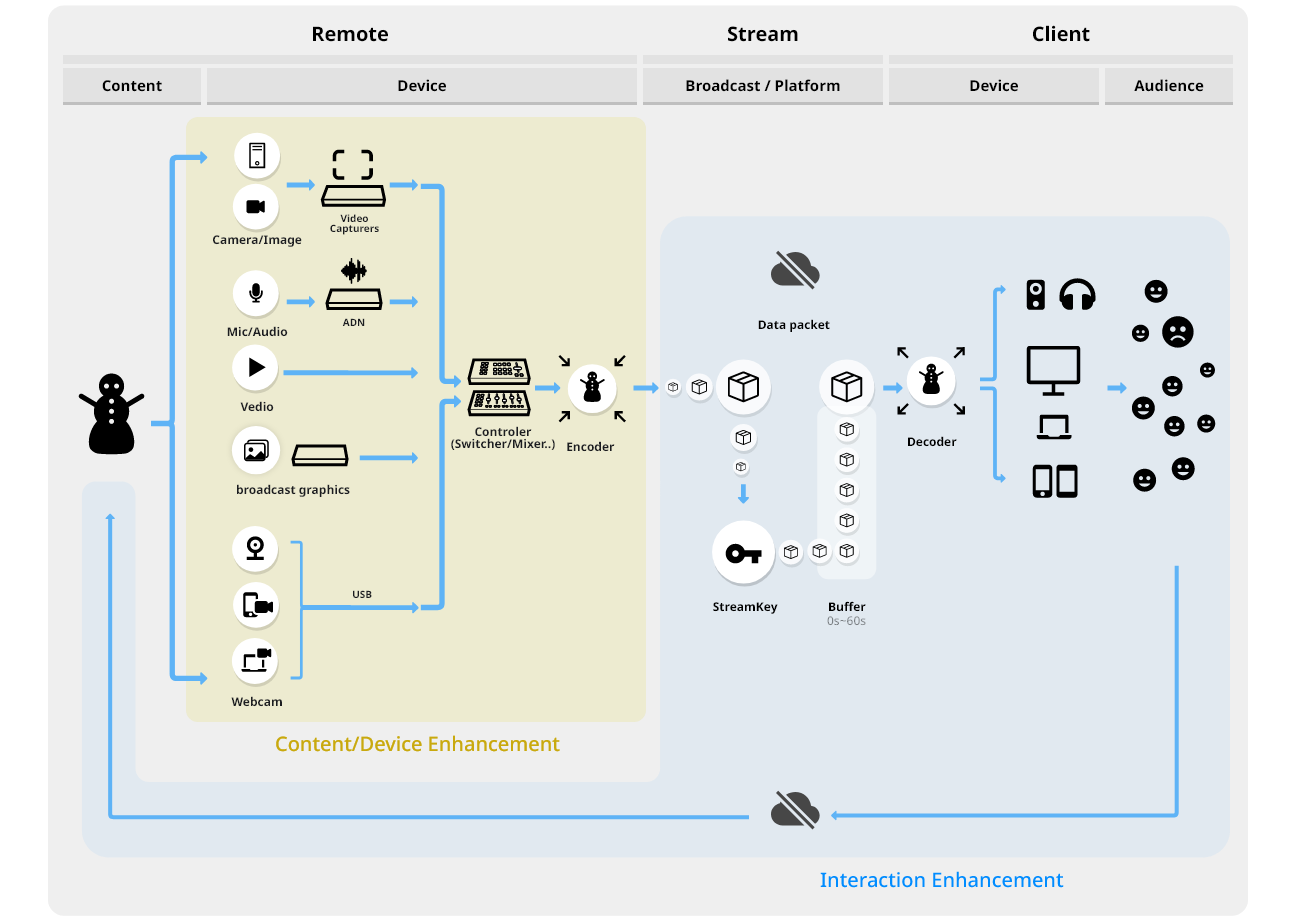 Remote
Stream
Client
Content
Device
Broadcast / Platform
Device
Audience
Camera/Image
Video
Capturers
Mic/Audio
ADN
Vedio
broadcast graphics
USB
Webcam
Controler
(Switcher/Mixer..)
Encoder
Data packet
StreamKey
Buffer
0s~60s
Decoder
Content/Device Enhancement
Interaction Enhancement